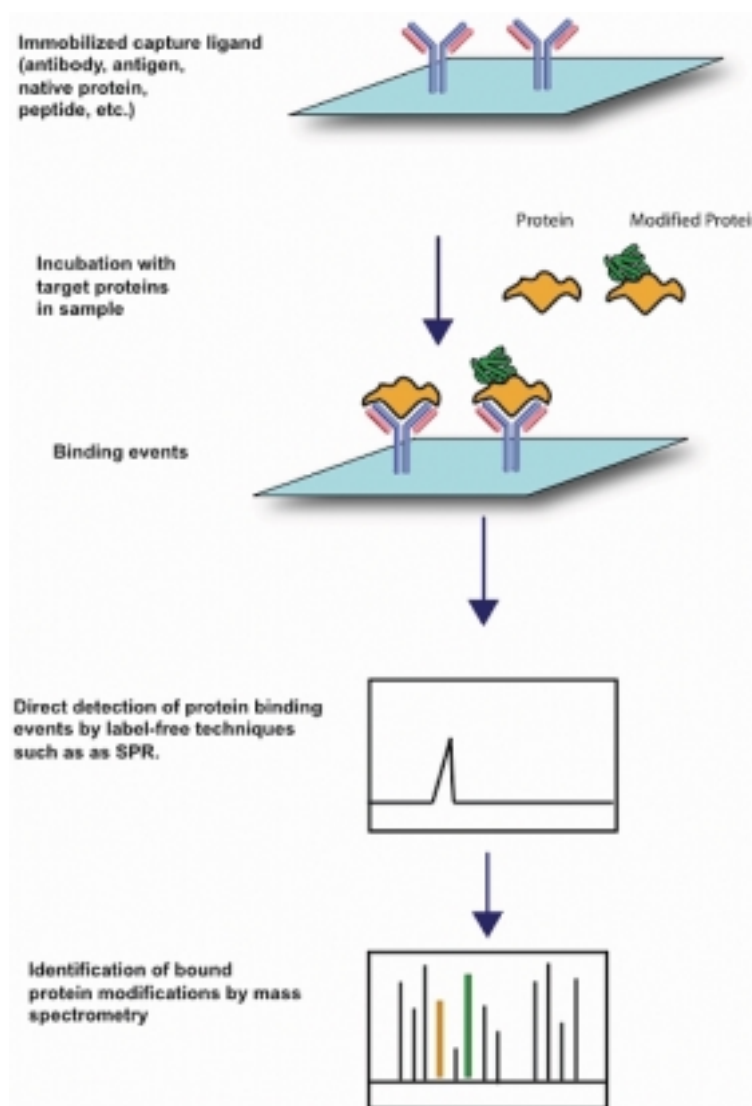 Immobilized capture ligand
(antibody, antigen,
native protein,
peptide, etc.)
Protein
Modified Protei
Incubation with
target proteins
in sample
Binding events
Direct detection of protein binding
events by label-free techniques
such as as SPR.
Identification of bound
protein modifications by mass
spectrometry